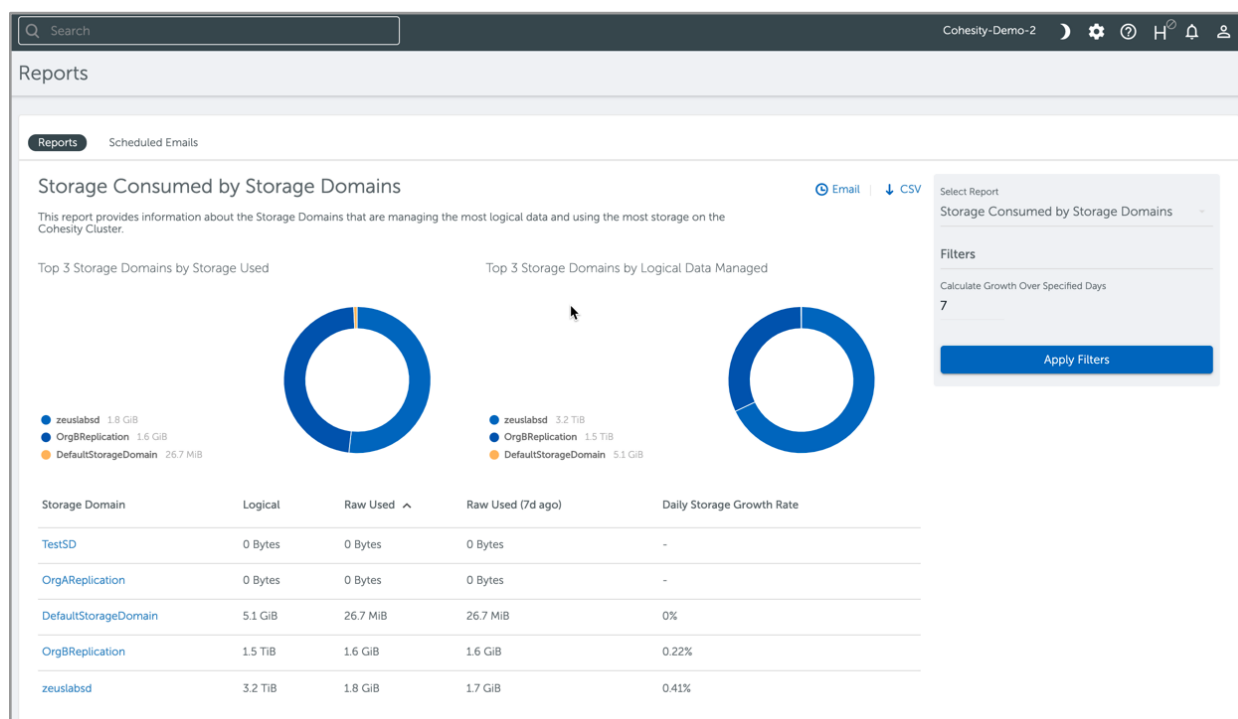 Search
Cohesity-Demo-2
H
Reports
Reports Scheduled Emails
Storage Consumed by Storage Domains
Email CSV
This report provides information about the Storage Domains that are managing the most logical data and using the most storage on the
Cohesity Cluster.
Top 3 Storage Domains by Storage Used
zeuslabsd 1.8 GiB
OrgBReplication 1.6 GiB
DefaultStorageDomain 26.7 MiB
Top 3 Storage Domains by Logical Data Managed
zeuslabsd 3.2 TiB
OrgBReplication 1.5 TiB
DefaultStorageDomain 5.1 GiB
Select Report
Storage Consumed by Storage Domains
Filters
Calculate Growth Over Specified Days
7
Apply Filters
Storage Domain Logical Raw Used Raw Used (7d ago) Daily Storage Growth Rate
TestSD 0 Bytes 0 Bytes 0 Bytes -
OrgAReplication 0 Bytes 0 Bytes 0 Bytes -
DefaultStorageDomain 5.1 GiB 26.7 MiB 26.7 MiB 0%
OrgBReplication 1.5 TiB 1.6 GiB 1.6 GiB 0.22%
zeuslabsd 3.2 TiB 1.8 GiB 1.7 GiB 0.41%